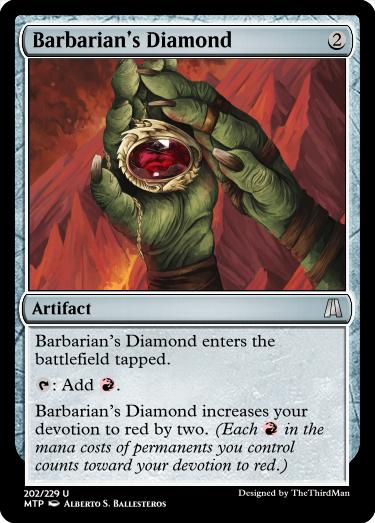 Barbarian's Diamond 2
Artifact
Barbarian's Diamond enters the
battlefield tapped.
: Add .
Barbarian's Diamond increases your
devotion to red by two. (Each in the
mana costs of permanents you control
counts toward your devotion to red.)
202/229 U
Designed by TheThirdMan
MTP Alberto S. Ballesteros